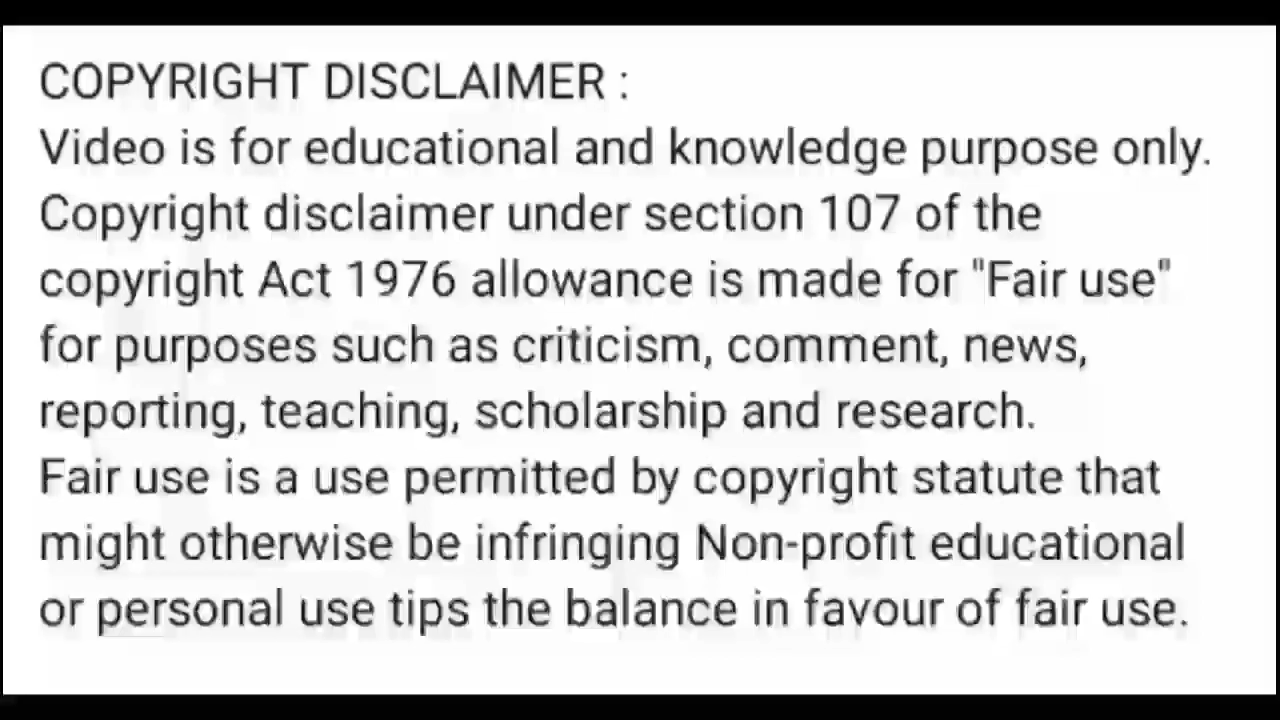 COPYRIGHT DISCLAIMER :
Video is for educational and knowledge purpose only.
Copyright disclaimer under section 107 of the
copyright Act 1976 allowance is made for "Fair use"
for purposes such as criticism, comment, news,
reporting, teaching, scholarship and research.
Fair use is a use permitted by copyright statute that
might otherwise be infringing Non-profit educational
or personal use tips the balance in favour of fair use.